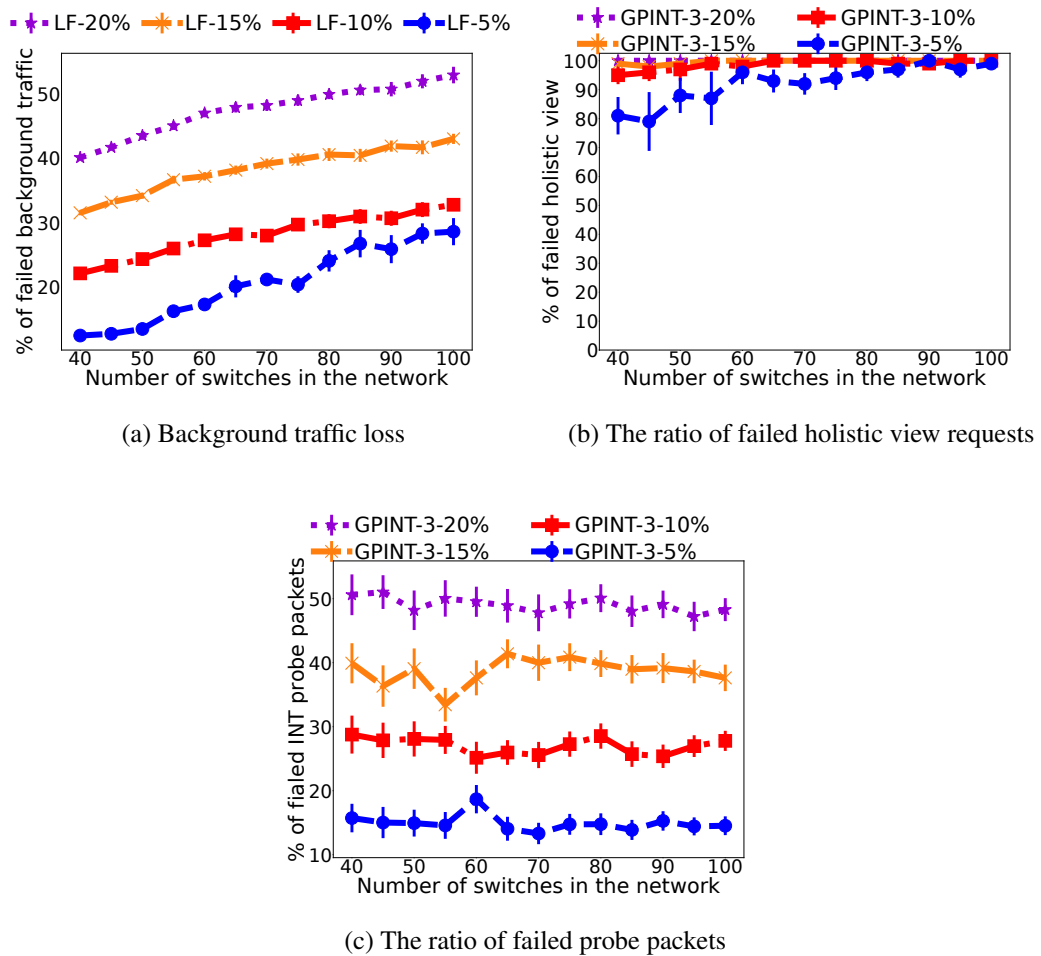 LF-20% LF-15% LF-10% LF-5%
% of failed background traffic
50
40
30
20
40 50 60 70 80 90 100
Number of switches in the network
(a) Background traffic loss
GPINT-3-20% GPINT-3-10%
GPINT-3-15% GPINT-3-5%
% of failed holistic view
100
90
80
70
60
50
40
30
20
10
0
40 50 60 70 80 90 100
Number of switches in the network
(b) The ratio of failed holistic view requests
GPINT-3-20% GPINT-3-10%
GPINT-3-15% GPINT-3-5%
% of fialed INT probe packets
50
40
30
20
10
40 50 60 70 80 90 100
Number of switches in the network
(c) The ratio of failed probe packets